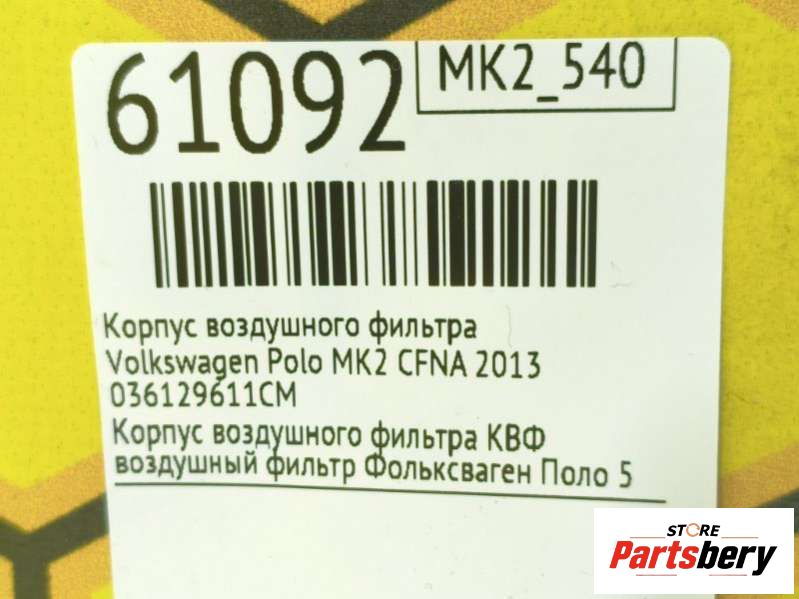 61092
MK2_540
Корпус воздушного фильтра
Volkswagen Polo MK2 CFNA 2013
036129611CM
Корпус воздушного фильтра КВФ
воздушный фильтр Фольксваген Поло 5
STORE
Partsbery